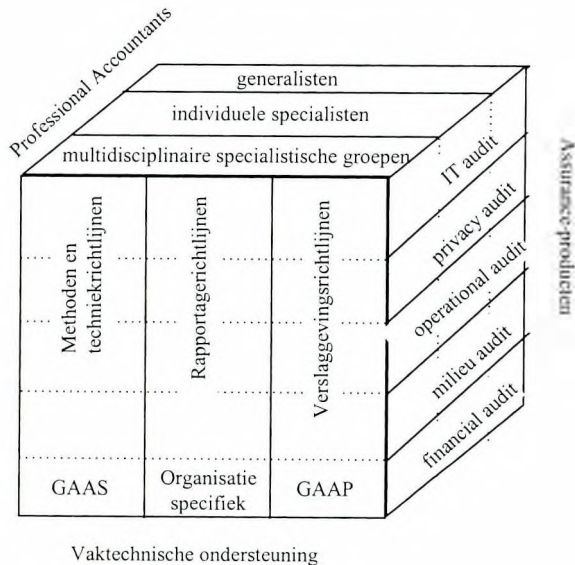 Professional Accountants
generalisten
individuele specialisten
multidisciplinaire specialistische groepen
Methoden en
techniekrichtlijnen
Rapportagerichtlijnen
Verslaggevingsrichtlijnen
IT audit
privacy audit
operational audit
milieu audit
financial audit
Assurance-producten
GAAS
Organisatie
specifiek
GAAP
Vaktechnische ondersteuning